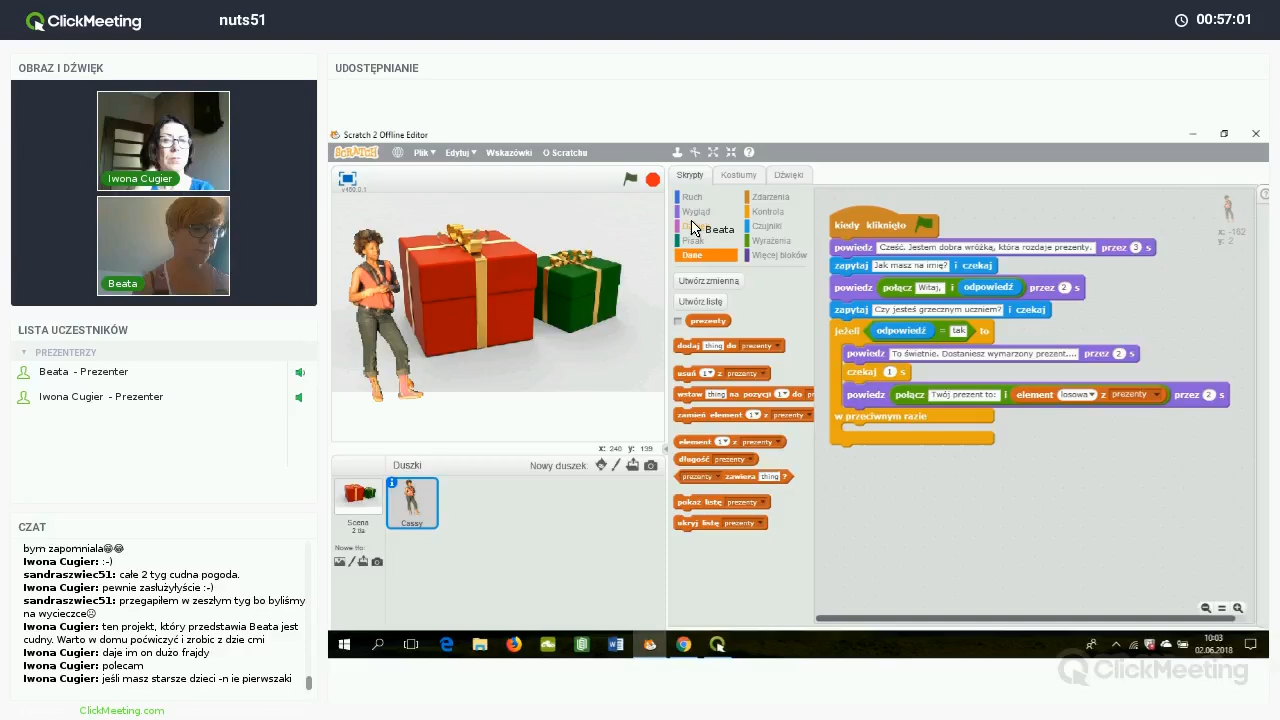 ClickMeeting
nuts51
00:57:01
OBRAZ I DŹWIĘK
UDOSTĘPNIANIE
Iwona Cugier
Beata
LISTA UCZESTNIKÓW
PREZENTERZY
Beata - Prezenter
Iwona Cugier - Prezenter
CZAT
bym zapomniala😁😂
Iwona Cugier: :-)
sandraszwiec51: całe 2 tyg cudna pogoda.
Iwona Cugier: pewnie zasłużyłyście :-)
sandraszwiec51: przegapiłem w zeszłym tyg bo byliśmy
na wycieczce☹
Iwona Cugier: ten projekt, który przedstawia Beata jest
cudny. Warto w domu poćwiczyć i zrobic z dzie cmi
Iwona Cugier: daje im on dużo frajdy
Iwona Cugier: polecam
Iwona Cugier: jeśli masz starsze dzieci -n ie pierwszaki
ClickMeeting.com
Scratch 2 Offline Editor
SCRATCH
Plik
Edytuj
Wskazówki
O Scratchu
v460.0.1
x: 240 y: 139
Duszki
Nowy duszek:
Scena
2 tła
Nowe tło:
Cassy
Skrypty
Kostiumy
Dźwięki
Ruch
Wygląd
Beata
Pisak
Dane
Zdarzenia
Kontrola
Czujniki
Wyrażenia
Więcej bloków
Utwórz zmienną
Utwórz listę
prezenty
dodaj thing do prezenty
usuń 1 z prezenty
wstaw thing na pozycji 1 do
zamień element 1 z prezenty
element 1 z prezenty
długość prezenty
prezenty zawiera thing ?
pokaż listę prezenty
ukryj listę prezenty
kiedy kliknięto
powiedz Cześć. Jestem dobra wróżką, która rozdaje prezenty. przez 3 s
zapytaj Jak masz na imię? i czekaj
powiedz połącz Witaj, i odpowiedź przez 2 s
zapytaj Czy jesteś grzecznym uczniem? i czekaj
jeżeli odpowiedź = tak to
powiedz To świetnie. Dostaniesz wymarzony prezent.... przez 2 s
czekaj 1 s
powiedz połącz Twój prezent to: i element losowa z prezenty przez 2 s
w przeciwnym razie
x: -162
y: 2
10:03
02.06.2018
ClickMeeting